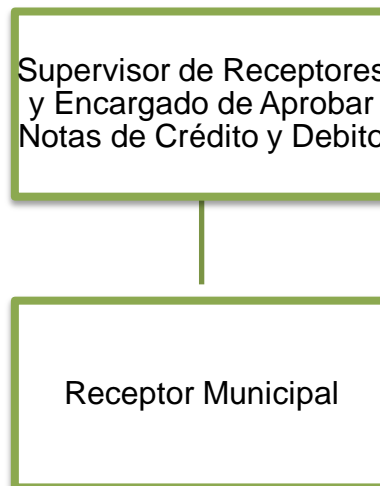 Supervisor de Receptores
y Encargado de Aprobar
Notas de Crédito y Debito
Receptor Municipal